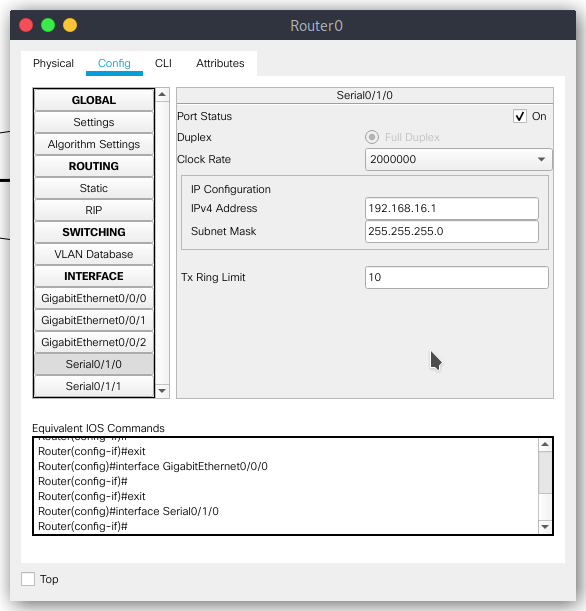 Router0
Physical Config CLI Attributes
GLOBAL
Settings
Algorithm Settings
ROUTING
Static
RIP
SWITCHING
VLAN Database
INTERFACE
GigabitEthernet0/0/0
GigabitEthernet0/0/1
GigabitEthernet0/0/2
Serial0/1/0
Serial0/1/1
Serial0/1/0
Port Status On
Duplex Full Duplex
Clock Rate 2000000
IP Configuration
IPv4 Address 192.168.16.1
Subnet Mask 255.255.255.0
Tx Ring Limit 10
Equivalent IOS Commands
Router(config-if)#
Router(config-if)#exit
Router(config)#interface GigabitEthernet0/0/0
Router(config-if)#
Router(config-if)#exit
Router(config)#interface Serial0/1/0
Router(config-if)#
Top